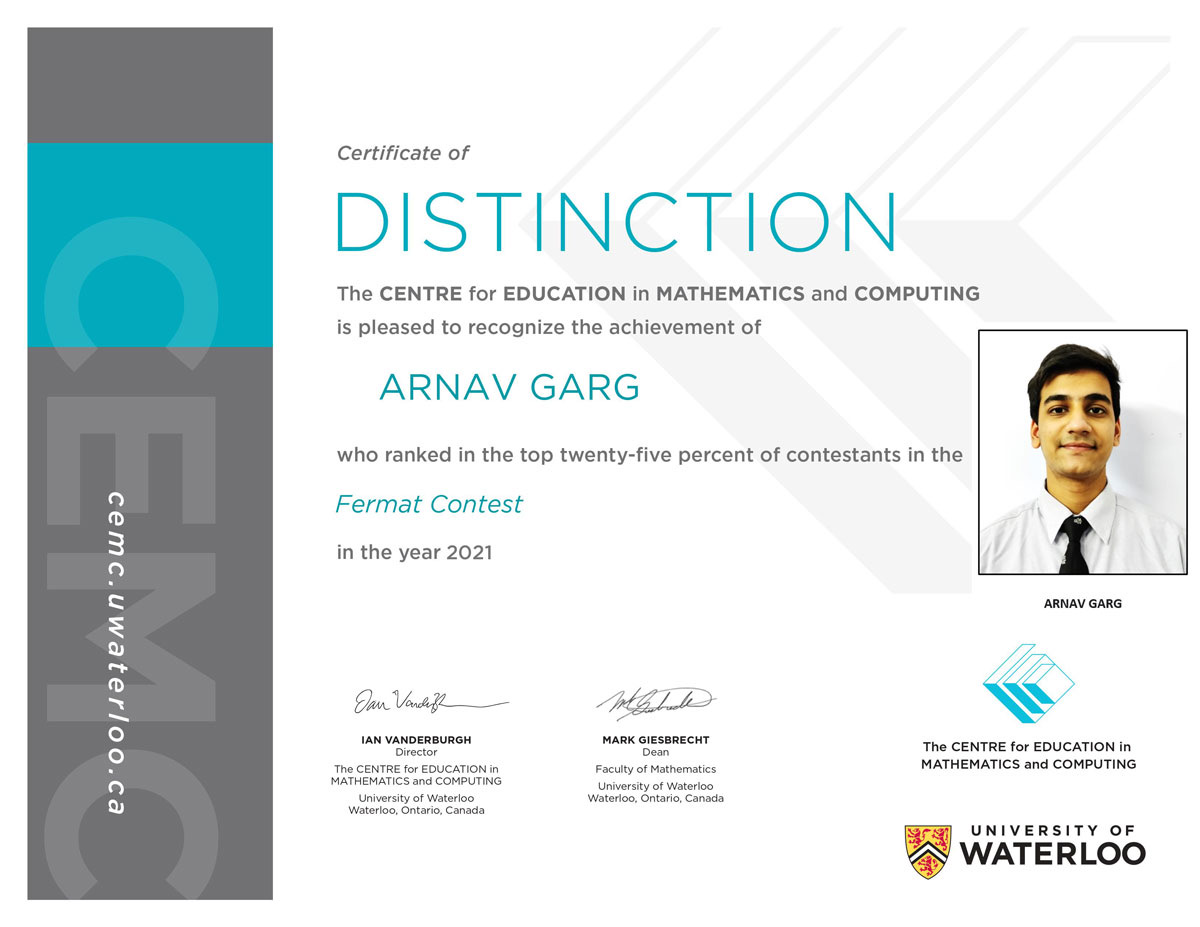 Certificate of
DISTINCTION
The CENTRE for EDUCATION in MATHEMATICS and COMPUTING
is pleased to recognize the achievement of
ARNAV GARG
who ranked in the top twenty-five percent of contestants in the
Fermat Contest
in the year 2021
ARNAV GARG
Ian Vanderburgh
IAN VANDERBURGH
Director
The CENTRE for EDUCATION in
MATHEMATICS and COMPUTING
University of Waterloo
Waterloo, Ontario, Canada
MARK GIESBRECHT
Dean
Faculty of Mathematics
University of Waterloo
Waterloo, Ontario, Canada
The CENTRE for EDUCATION in
MATHEMATICS and COMPUTING
UNIVERSITY OF
WATERLOO
CEMC
cemc.uwaterloo.ca